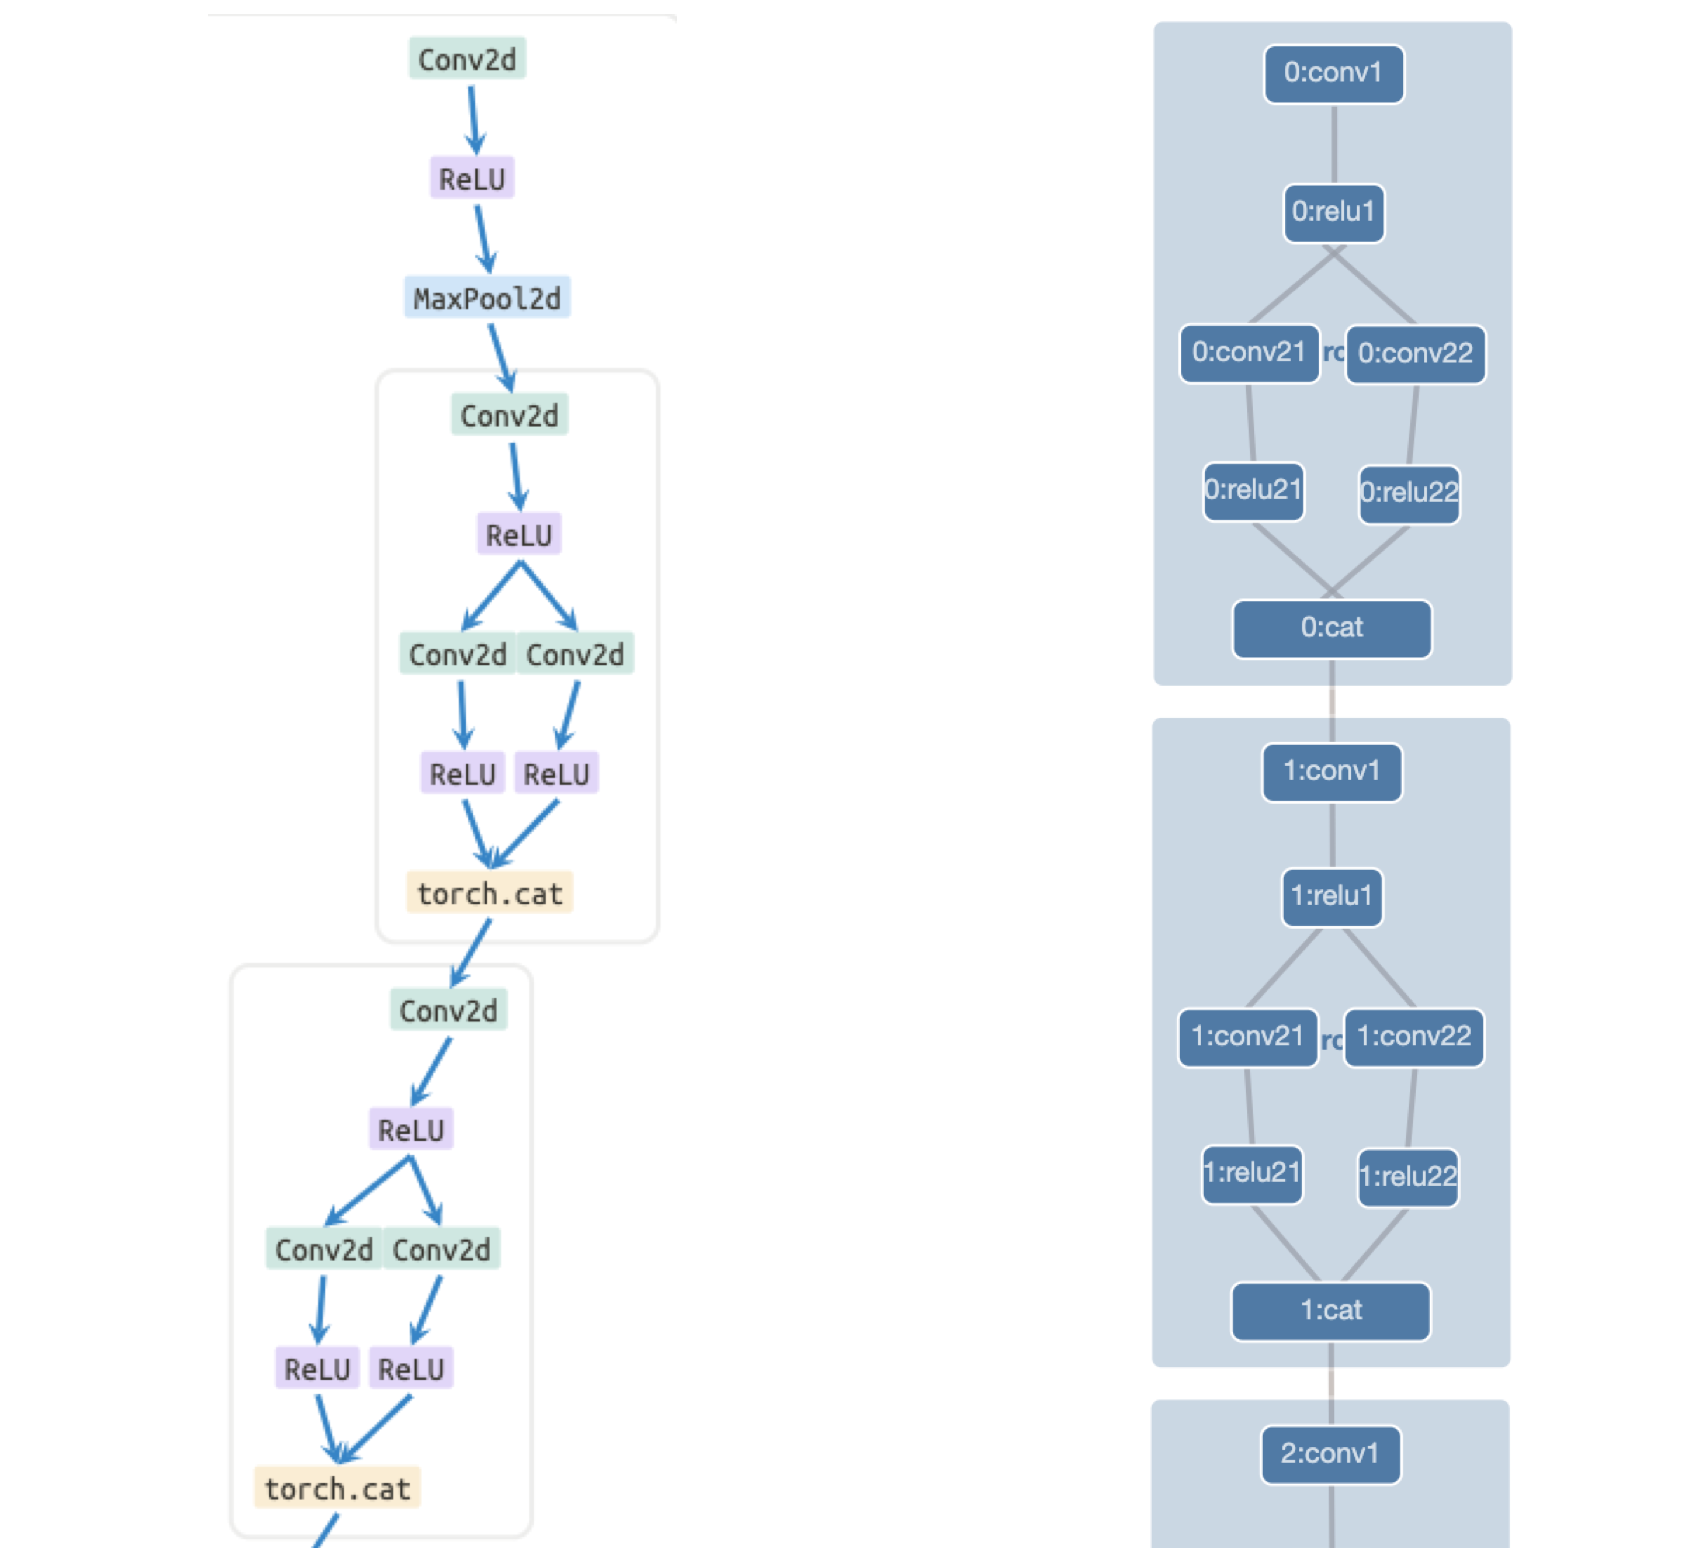 Conv2d
ReLU
MaxPool2d
Conv2d
ReLU
Conv2d Conv2d
ReLU ReLU
torch.cat
Conv2d
ReLU
Conv2d Conv2d
ReLU ReLU
torch.cat
0:conv1
0:relu1
0:conv21 0:conv22
0:relu21 0:relu22
0:cat
1:conv1
1:relu1
1:conv21 1:conv22
1:relu21 1:relu22
1:cat
2:conv1